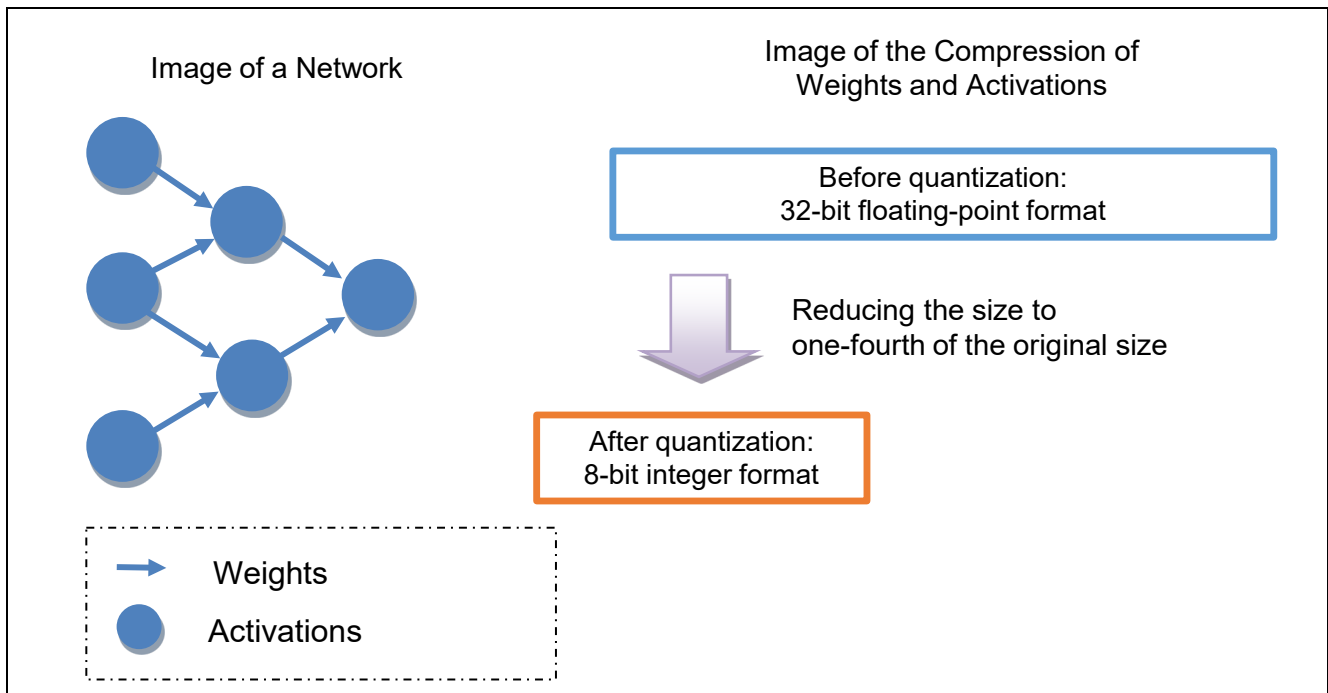 Image of a Network
Image of the Compression of
Weights and Activations
Before quantization:
32-bit floating-point format
Reducing the size to
one-fourth of the original size
After quantization:
8-bit integer format
Weights
Activations